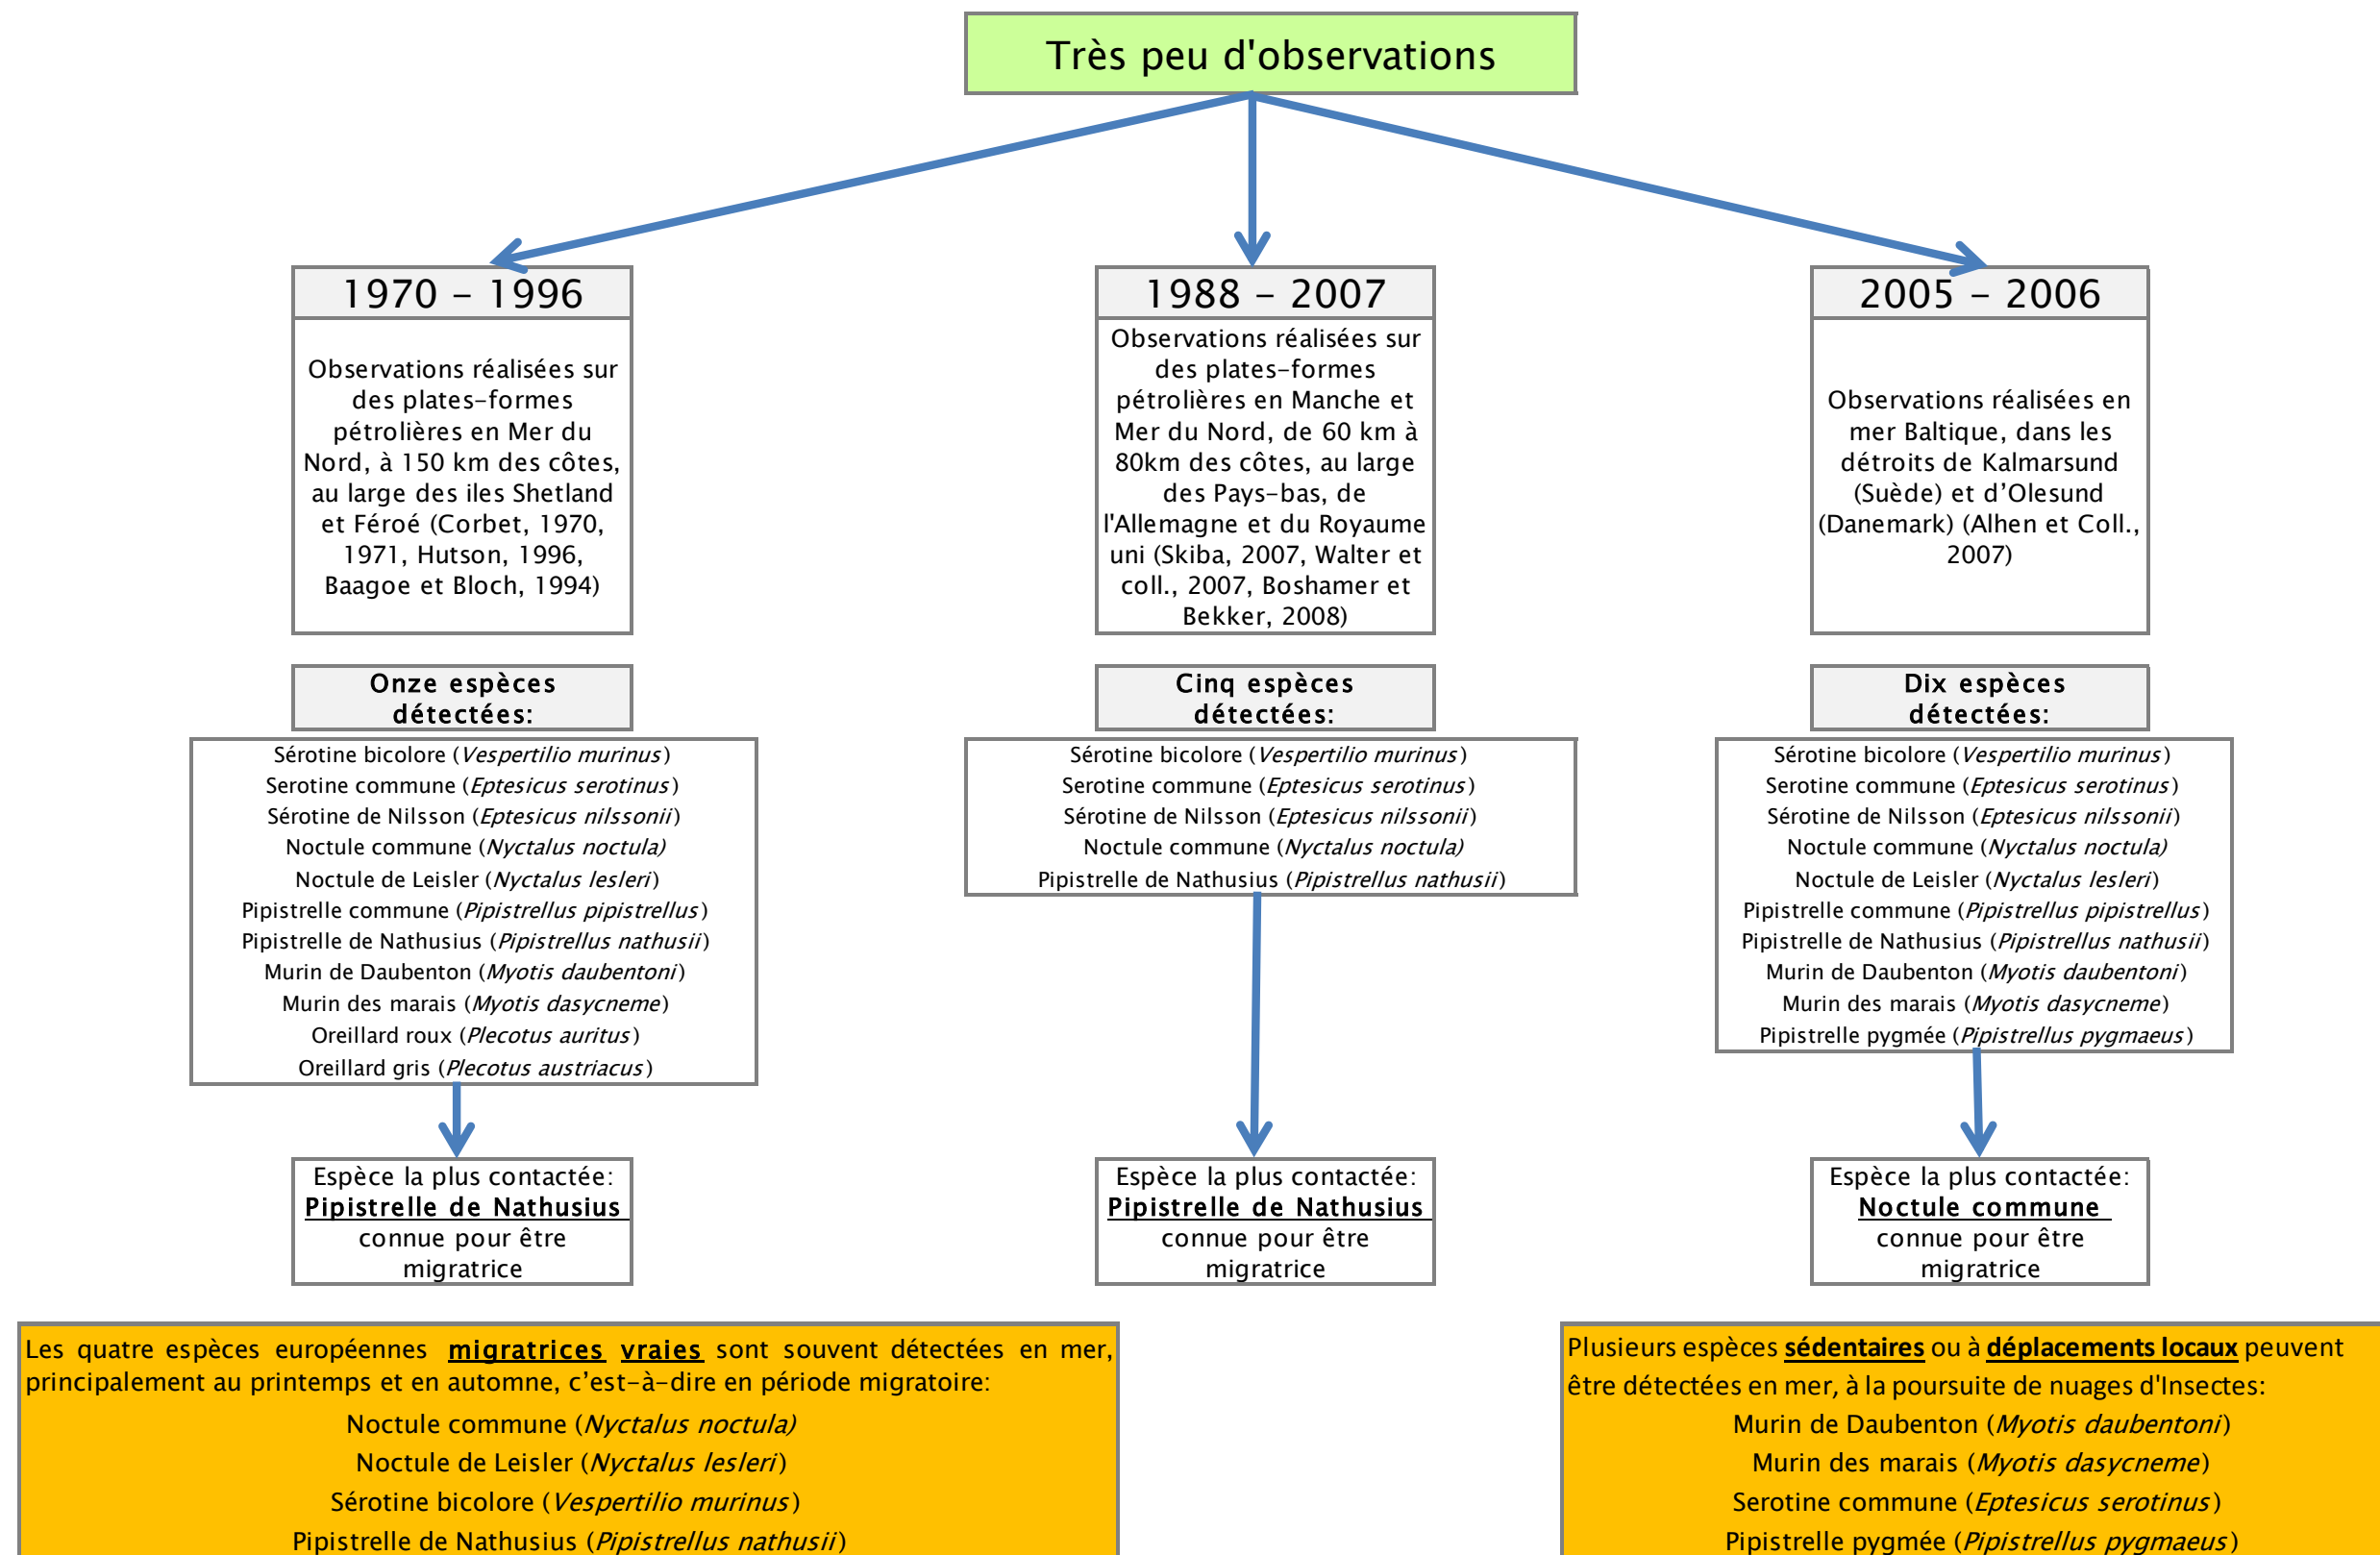 Très peu d'observations
1970 – 1996
Observations réalisées sur
des plates-formes
pétrolières en Mer du
Nord, à 150 km des côtes,
au large des iles Shetland
et Féroé (Corbet, 1970,
1971, Hutson, 1996,
Baagoe et Bloch, 1994)
Onze espèces
détectées:
Sérotine bicolore (Vespertilio murinus)
Serotine commune (Eptesicus serotinus)
Sérotine de Nilsson (Eptesicus nilssonii)
Noctule commune (Nyctalus noctula)
Noctule de Leisler (Nyctalus lesleri)
Pipistrelle commune (Pipistrellus pipistrellus)
Pipistrelle de Nathusius (Pipistrellus nathusii)
Murin de Daubenton (Myotis daubentoni)
Murin des marais (Myotis dasycneme)
Oreillard roux (Plecotus auritus)
Oreillard gris (Plecotus austriacus)
Espèce la plus contactée:
Pipistrelle de Nathusius
connue pour être
migratrice
1988 – 2007
Observations réalisées sur
des plates-formes
pétrolières en Manche et
Mer du Nord, de 60 km à
80km des côtes, au large
des Pays-bas, de
l'Allemagne et du Royaume
uni (Skiba, 2007, Walter et
coll., 2007, Boshamer et
Bekker, 2008)
Cinq espèces
détectées:
Sérotine bicolore (Vespertilio murinus)
Serotine commune (Eptesicus serotinus)
Sérotine de Nilsson (Eptesicus nilssonii)
Noctule commune (Nyctalus noctula)
Pipistrelle de Nathusius (Pipistrellus nathusii)
Espèce la plus contactée:
Pipistrelle de Nathusius
connue pour être
migratrice
2005 – 2006
Observations réalisées en
mer Baltique, dans les
détroits de Kalmarsund
(Suède) et d’Olesund
(Danemark) (Alhen et Coll.,
2007)
Dix espèces
détectées:
Sérotine bicolore (Vespertilio murinus)
Serotine commune (Eptesicus serotinus)
Sérotine de Nilsson (Eptesicus nilssonii)
Noctule commune (Nyctalus noctula)
Noctule de Leisler (Nyctalus lesleri)
Pipistrelle commune (Pipistrellus pipistrellus)
Pipistrelle de Nathusius (Pipistrellus nathusii)
Murin de Daubenton (Myotis daubentoni)
Murin des marais (Myotis dasycneme)
Pipistrelle pygmée (Pipistrellus pygmaeus)
Espèce la plus contactée:
Noctule commune
connue pour être
migratrice
Les quatre espèces européennes migratrices vraies sont souvent détectées en mer,
principalement au printemps et en automne, c’est-à-dire en période migratoire:
Noctule commune (Nyctalus noctula)
Noctule de Leisler (Nyctalus lesleri)
Sérotine bicolore (Vespertilio murinus)
Pipistrelle de Nathusius (Pipistrellus nathusii)
Plusieurs espèces sédentaires ou à déplacements locaux peuvent
être détectées en mer, à la poursuite de nuages d'Insectes:
Murin de Daubenton (Myotis daubentoni)
Murin des marais (Myotis dasycneme)
Serotine commune (Eptesicus serotinus)
Pipistrelle pygmée (Pipistrellus pygmaeus)